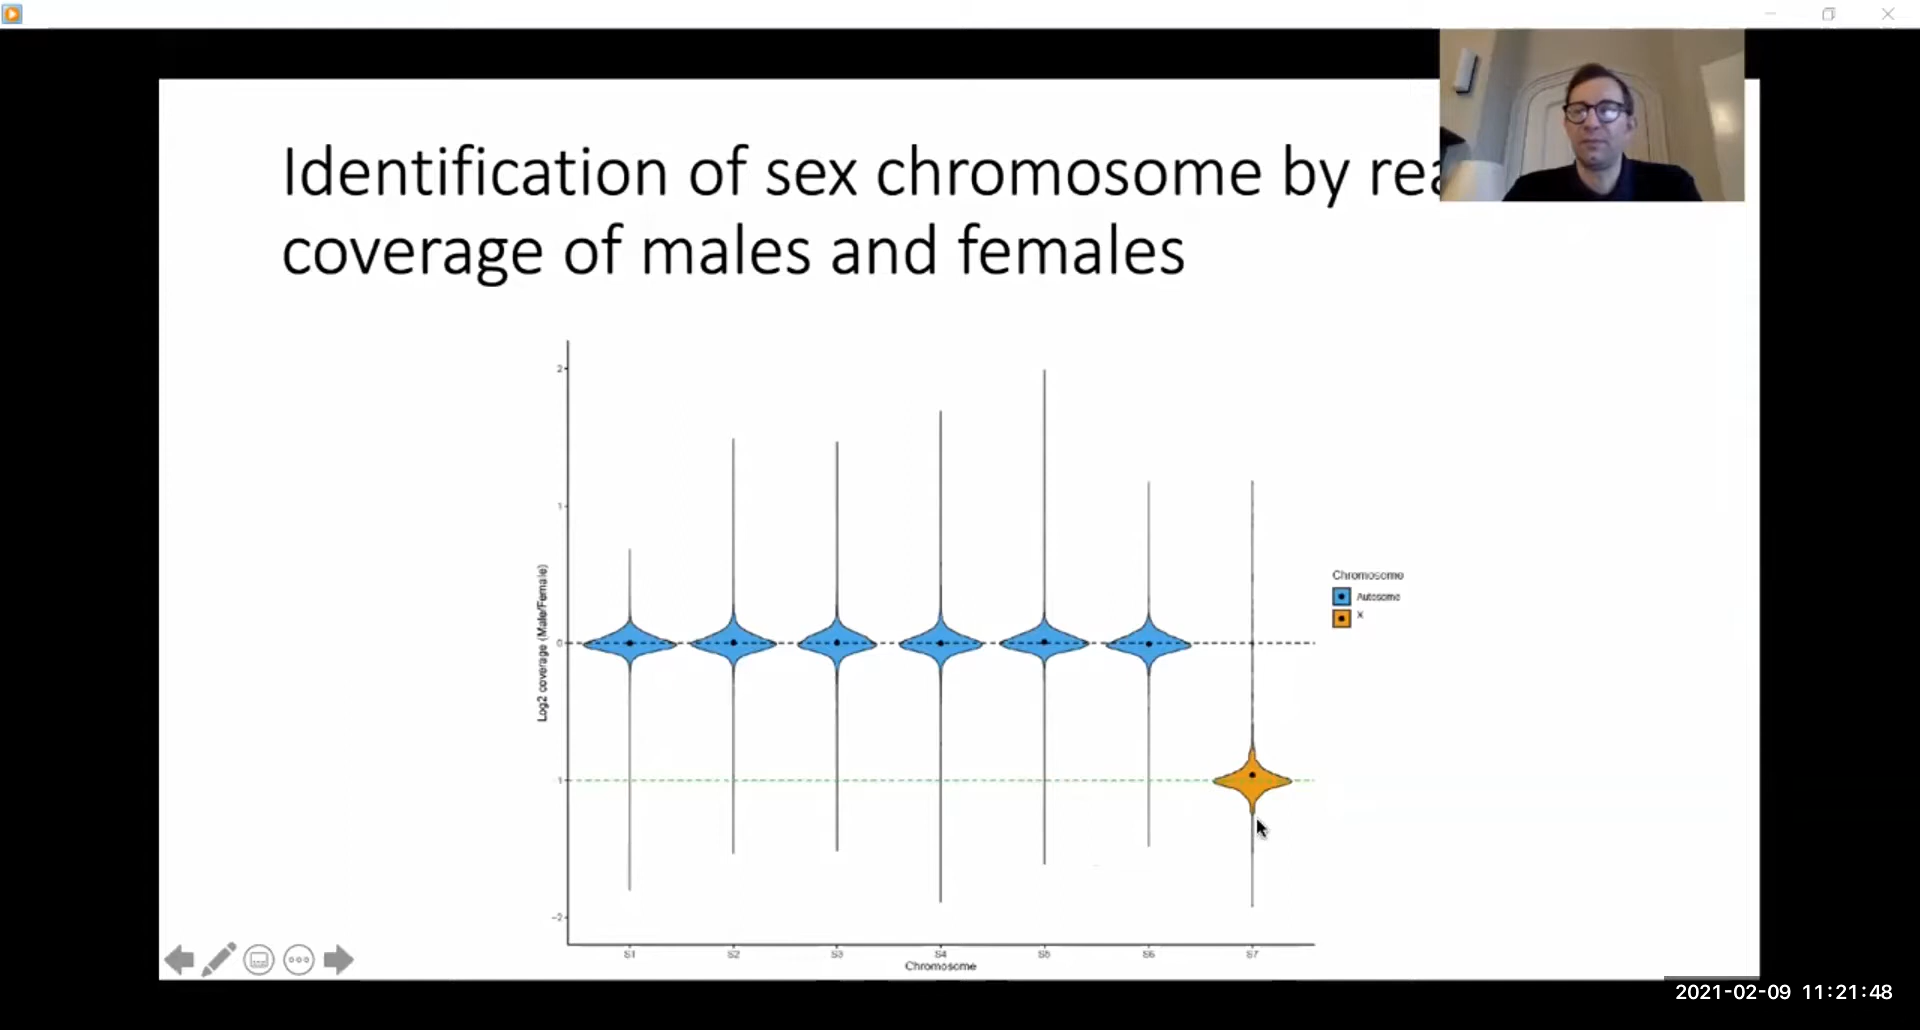 Identification of sex chromosome by rea
coverage of males and females
2
1
0
-1
-2
Log2 coverage (Male/Female)
S1 S2 S3 S4 S5 S6 S7
Chromosome
Chromosome
Autosome
X
2021-02-09 11:21:48